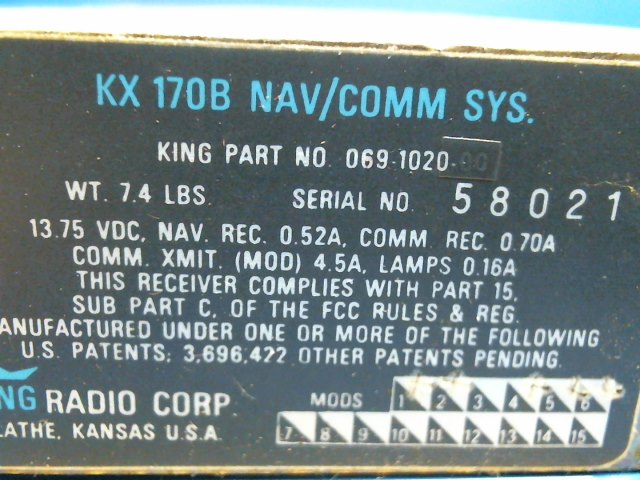 KX 170B NAV/COMM SYS.
KING PART NO. 069-1020-00
WT. 7.4 LBS. SERIAL NO. 58021
13.75 VDC, NAV. REC. 0.52A, COMM. REC. 0.70A
COMM. XMIT. (MOD) 4.5A, LAMPS 0.16A
THIS RECEIVER COMPLIES WITH PART 15,
SUB PART C, OF THE FCC RULES & REG.
ANUFACTURED UNDER ONE OR MORE OF THE FOLLOWING
U.S. PATENTS; 3,696,422 OTHER PATENTS PENDING.
NG RADIO CORP.
LATHE, KANSAS U.S.A.
MODS 1 2 3 4 5 6
7 8 9 10 11 12 13 14 15